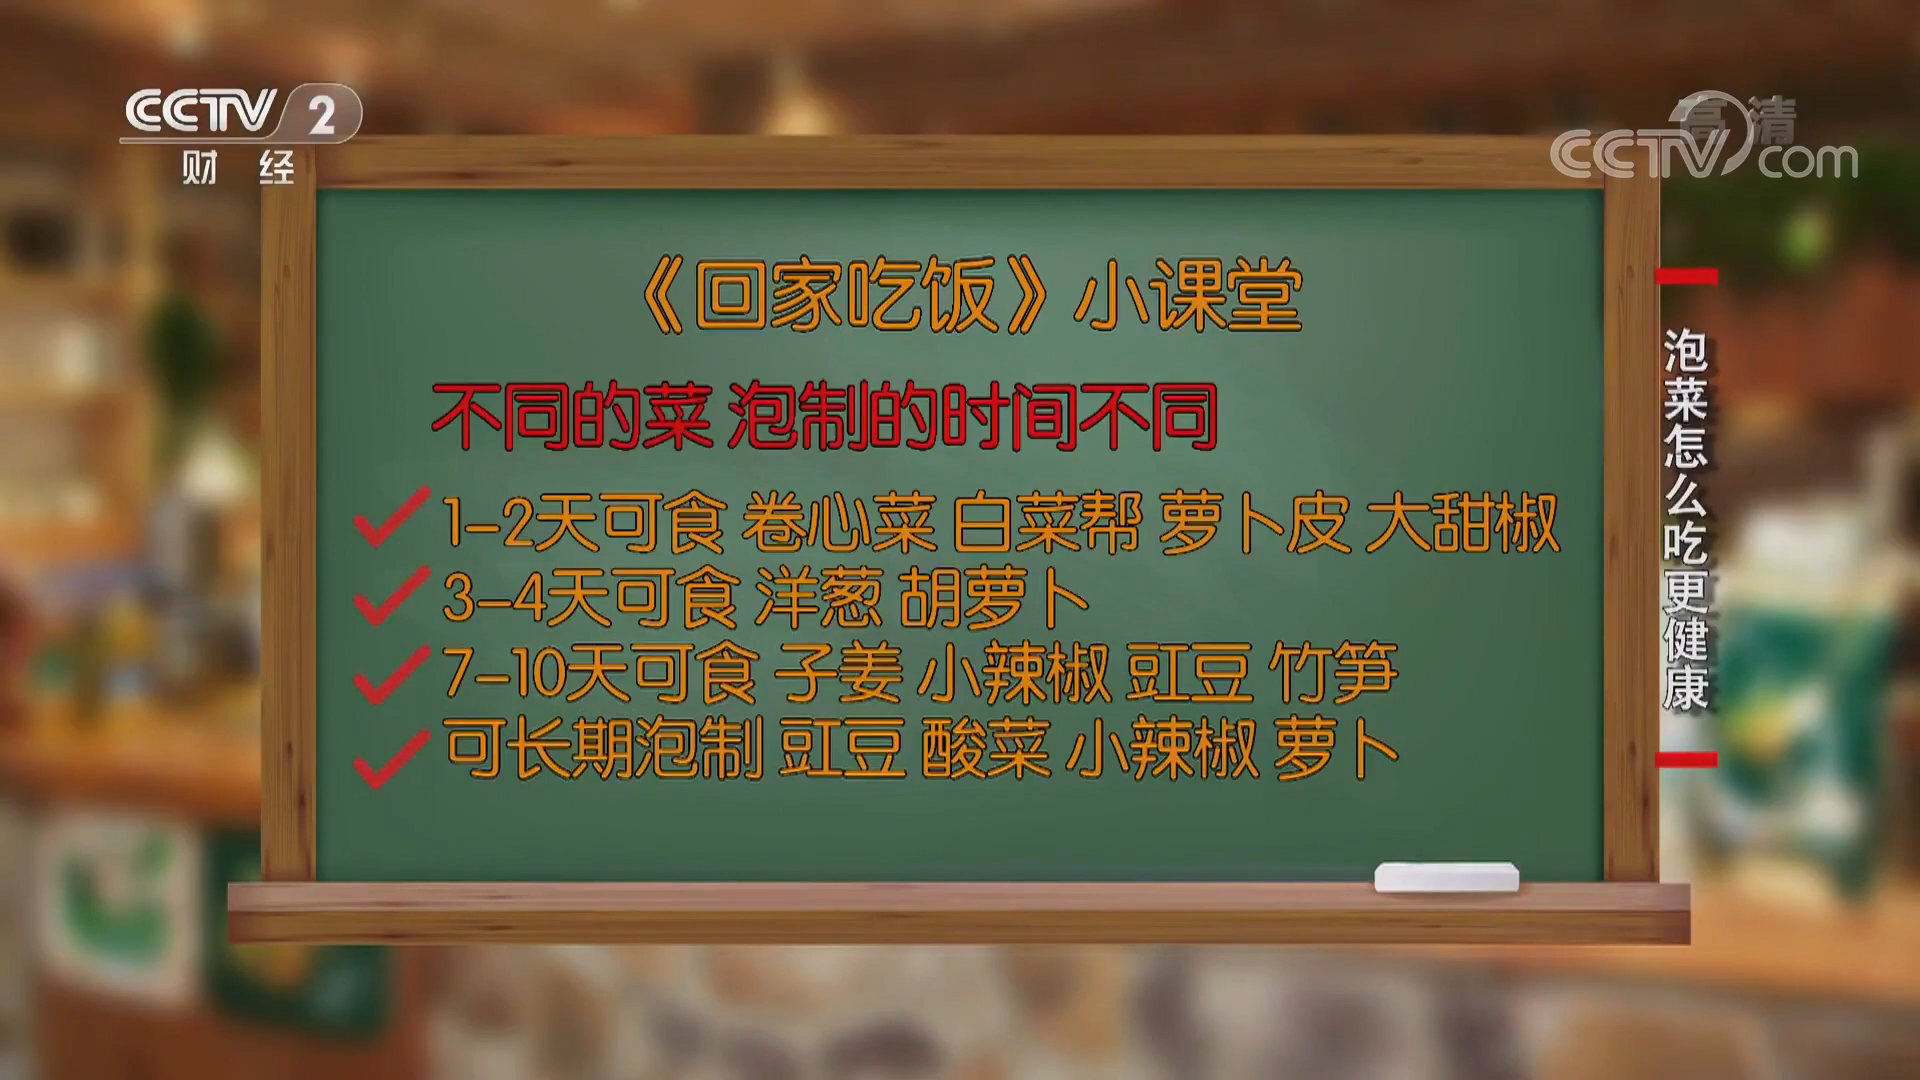 CCTV 2
财 经
高清
CCTV com
《回家吃饭》小课堂
不同的菜 泡制的时间不同
1-2天可食 卷心菜 白菜帮 萝卜皮 大甜椒
3-4天可食 洋葱 胡萝卜
7-10天可食 子姜 小辣椒 豇豆 竹笋
可长期泡制 豇豆 酸菜 小辣椒 萝卜
泡菜怎么吃更健康